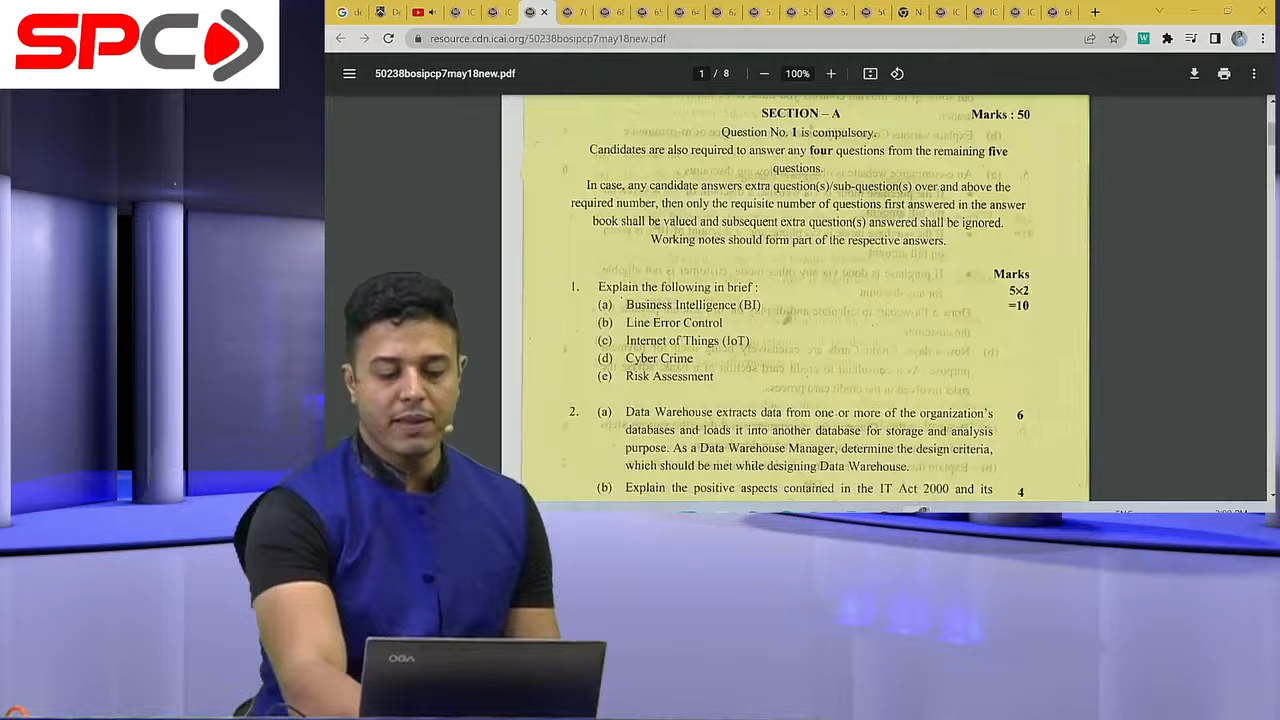 SPC
resource.cdn.icai.org/50238bosipcp7may18new.pdf
50238bosipcp7may18new.pdf
1 / 8
100%
SECTION – A
Marks : 50
Question No. 1 is compulsory.
Candidates are also required to answer any four questions from the remaining five
questions.
In case, any candidate answers extra question(s)/sub-question(s) over and above the
required number, then only the requisite number of questions first answered in the answer
book shall be valued and subsequent extra question(s) answered shall be ignored.
Working notes should form part of the respective answers.
Marks
1. Explain the following in brief : 5×2
(a) Business Intelligence (BI) =10
(b) Line Error Control
(c) Internet of Things (IoT)
(d) Cyber Crime
(e) Risk Assessment
2. (a) Data Warehouse extracts data from one or more of the organization's 6
databases and loads it into another database for storage and analysis
purpose. As a Data Warehouse Manager, determine the design criteria,
which should be met while designing Data Warehouse.
(b) Explain the positive aspects contained in the IT Act 2000 and its 4